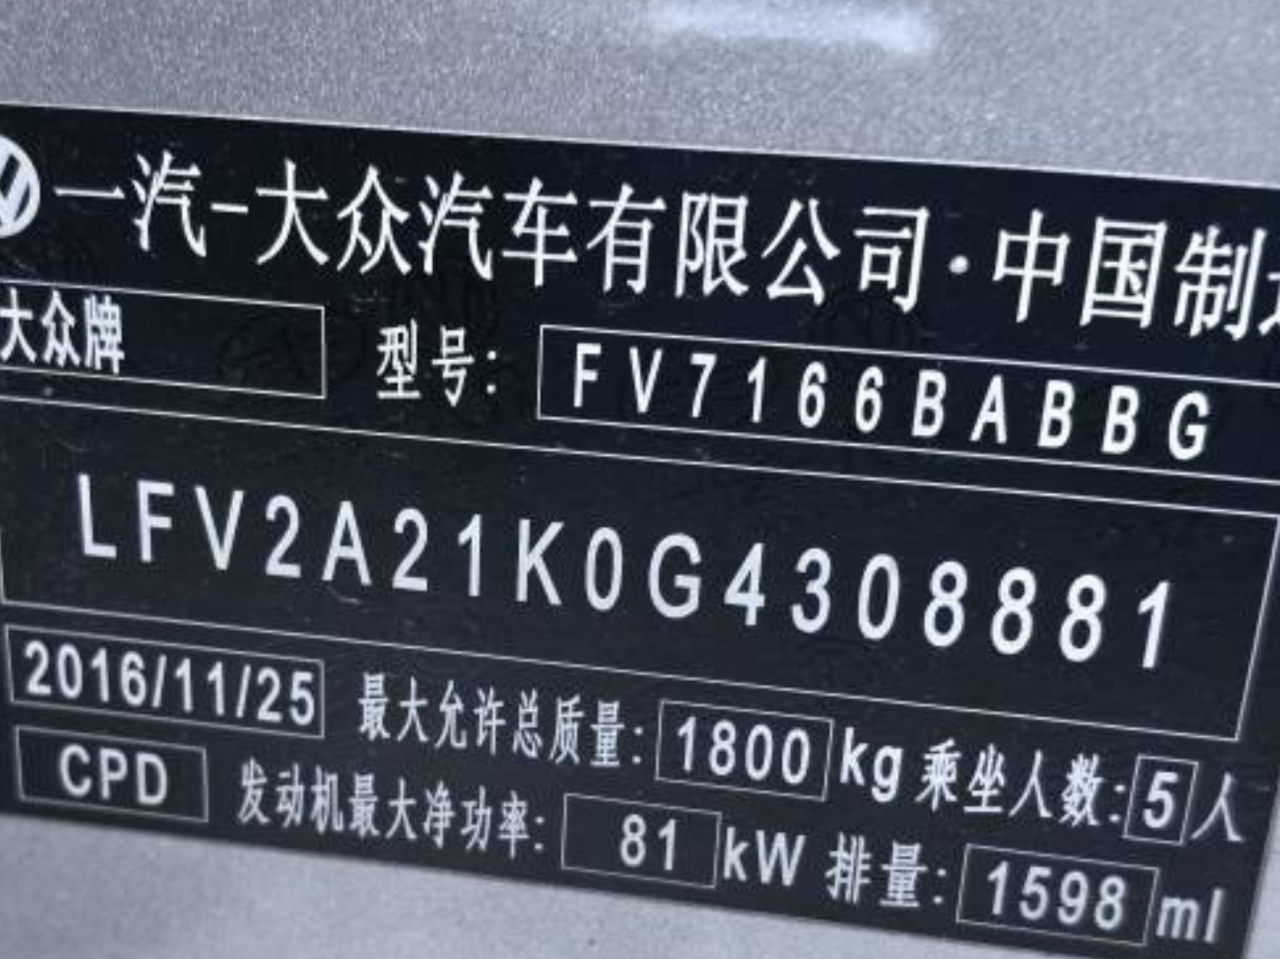 一汽-大众汽车有限公司·中国制造
大众牌 型号: FV7166BABBG
LFV2A21K0G4308881
2016/11/25 最大允许总质量: 1800 kg 乘坐人数: 5 人
CPD 发动机最大净功率: 81 kW 排量: 1598 ml